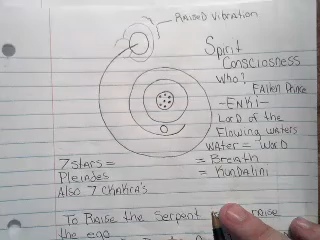 Raised Vibration
Spirit
Consciousness
Who?
Fallen Prince
-ENKI-
Lord of the
Flowing waters
WATER = WORD
7 Stars = = Breath
Pleiades = Kundalini
Also 7 Chakra's
To Raise the Serpent
the ego